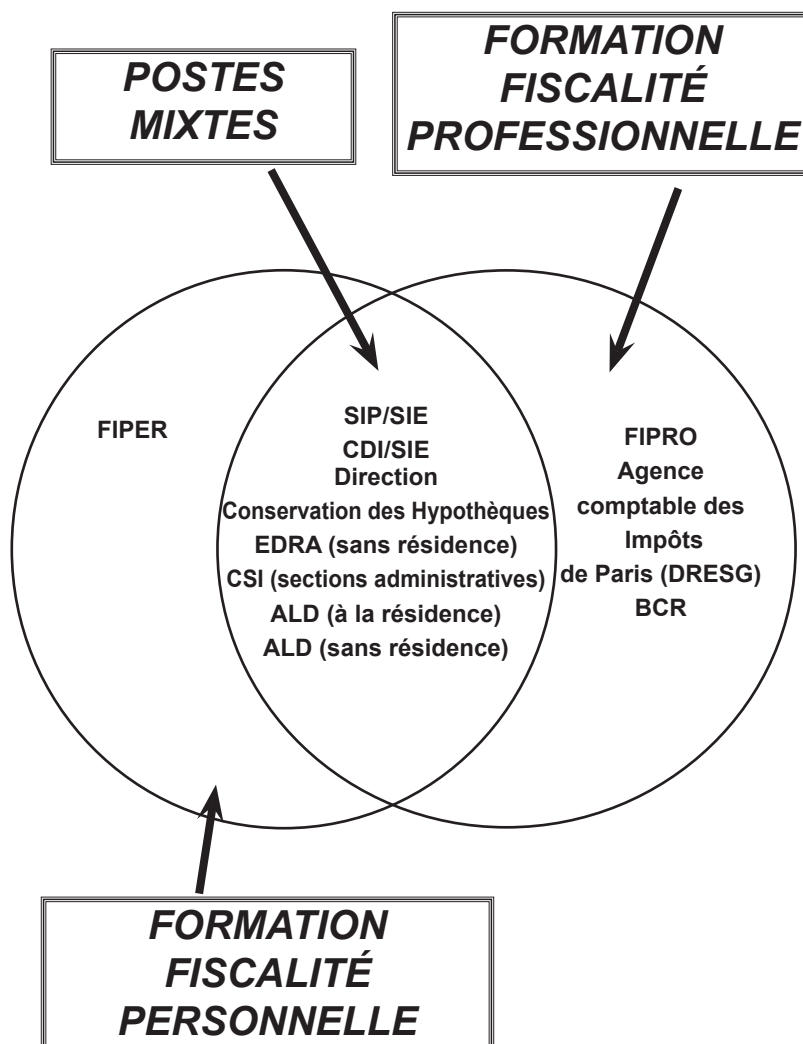 POSTES
MIXTES
FORMATION
FISCALITÉ
PROFESSIONNELLE
FIPER
SIP/SIE
CDI/SIE
Direction
Conservation des Hypothèques
EDRA (sans résidence)
CSI (sections administratives)
ALD (à la résidence)
ALD (sans résidence)
FIPRO
Agence
comptable des
Impôts
de Paris (DRESG)
BCR
FORMATION
FISCALITÉ
PERSONNELLE